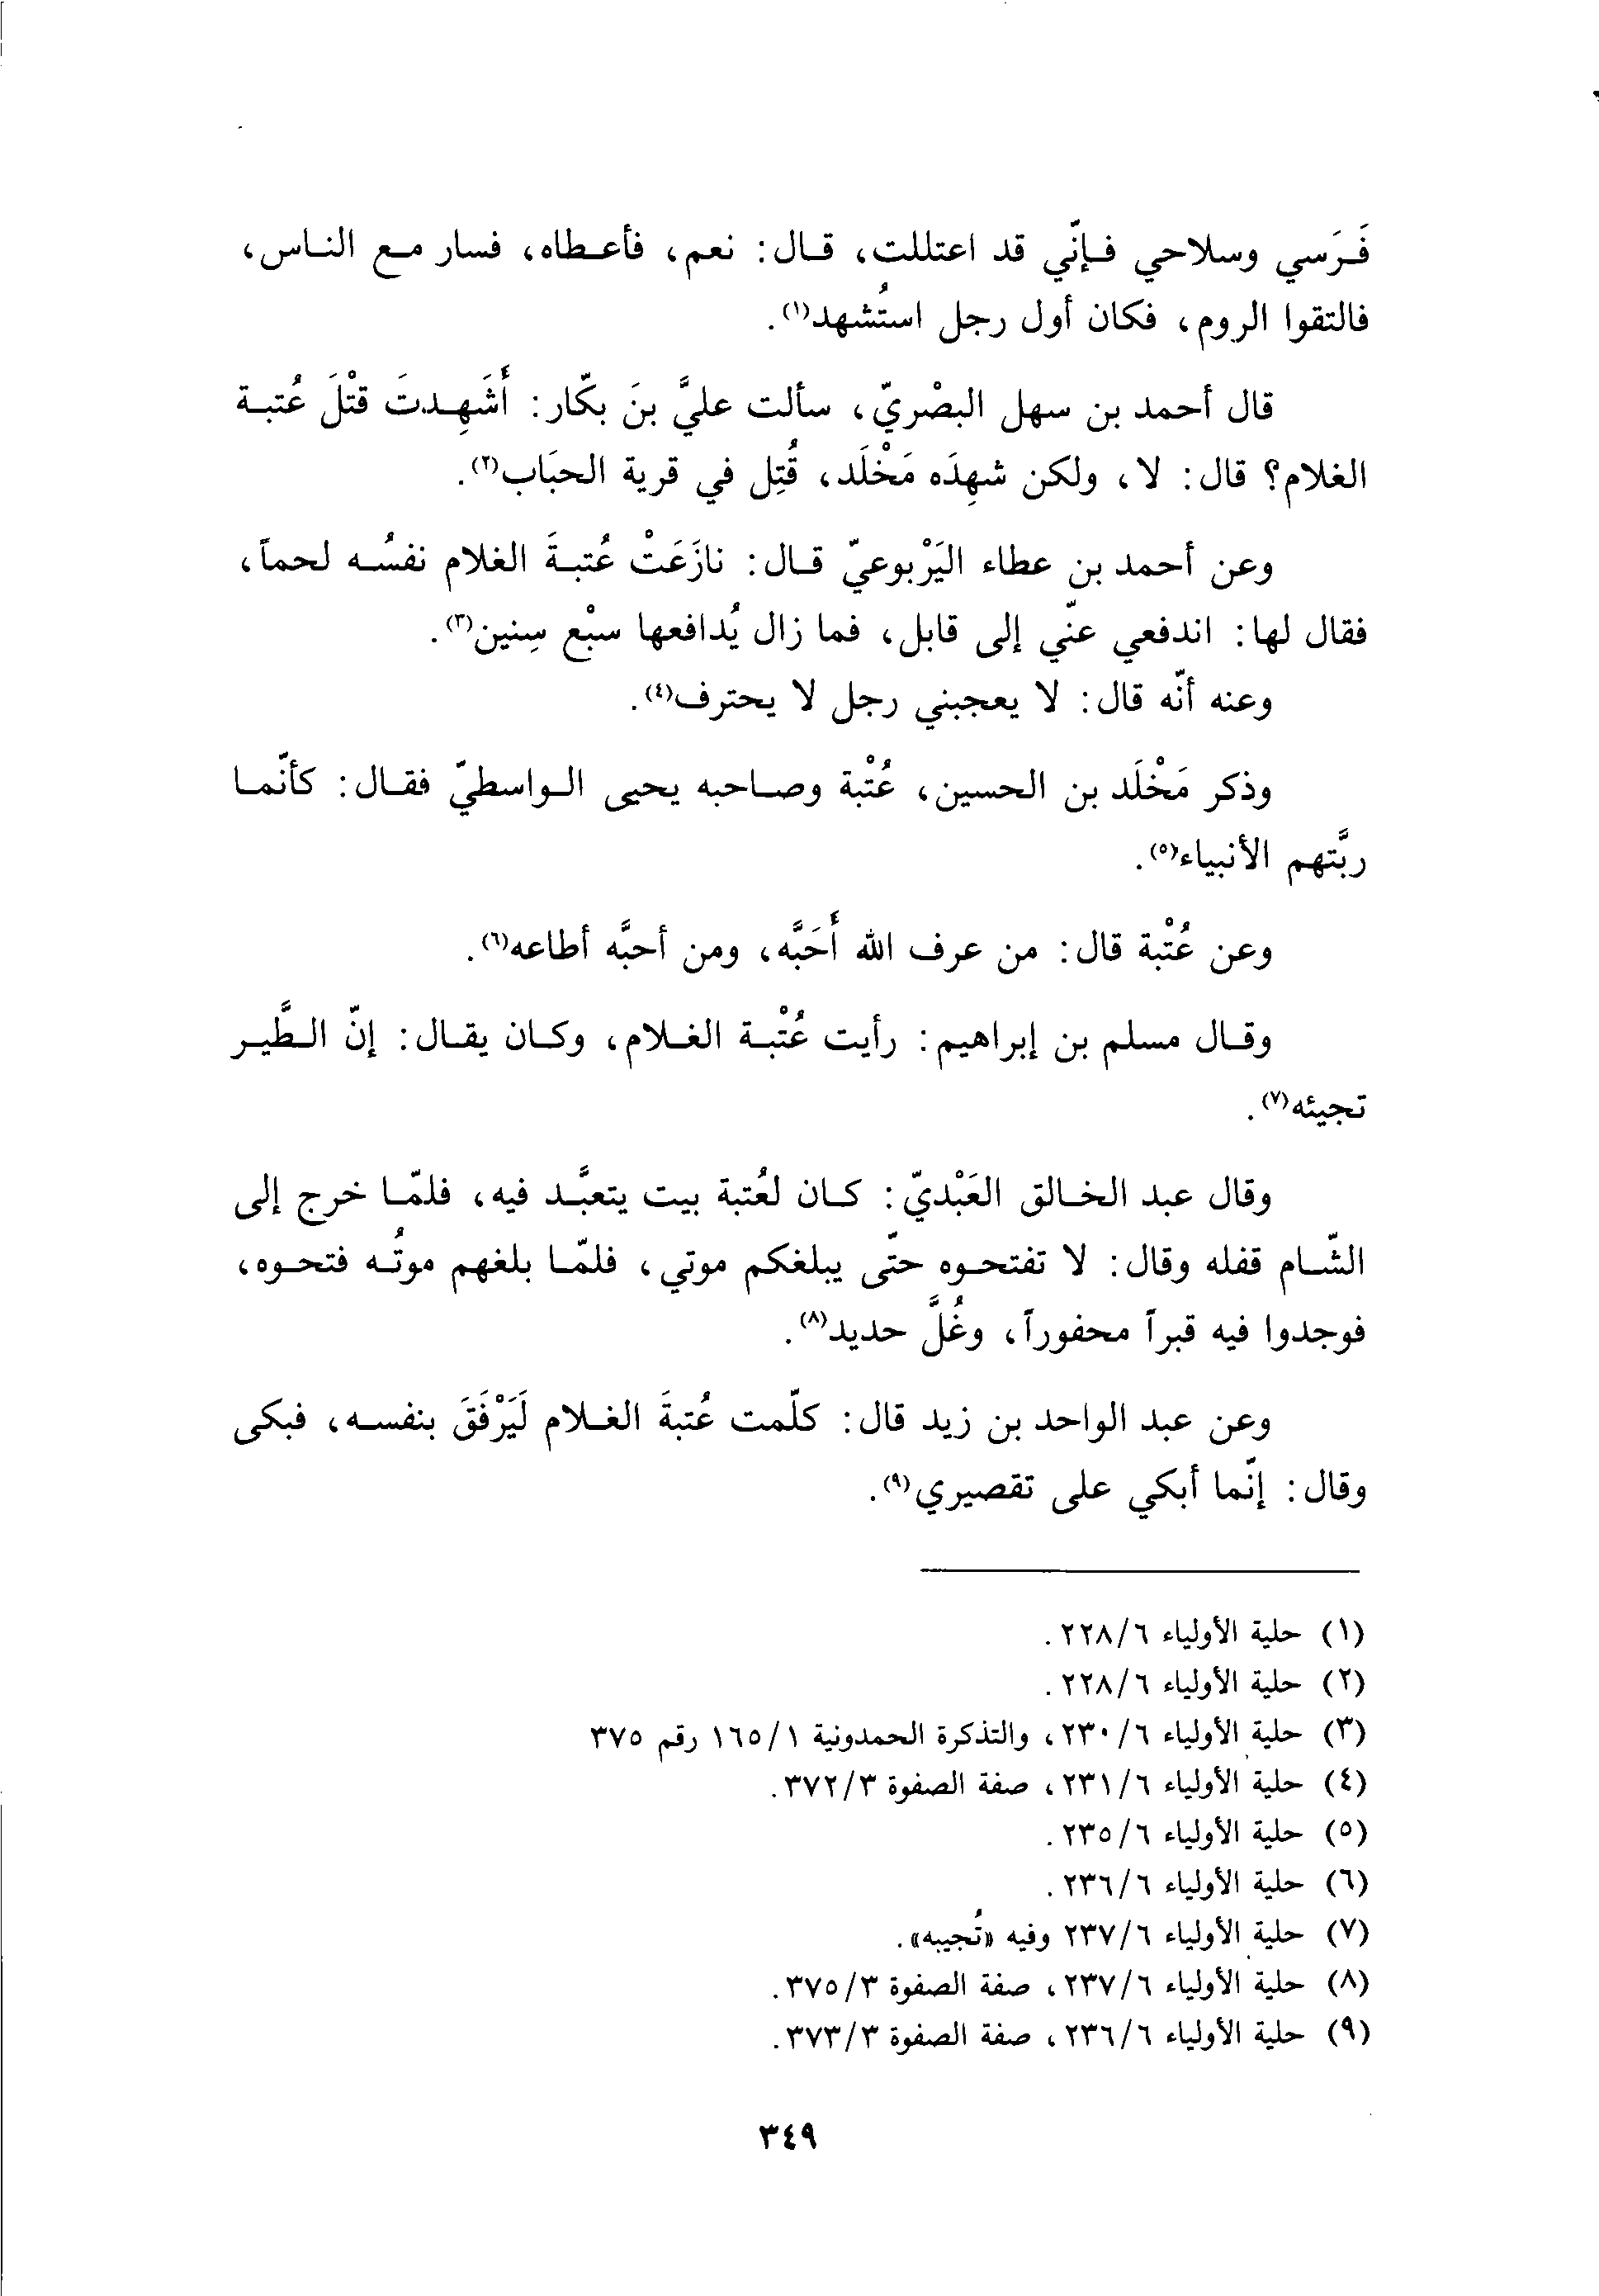 فَرَسي وسلاحي فإنّي قد اعتللت، قال: نعم، فأعطاه، فسار مع الناس،
فالتقوا الروم، فكان أول رجل استُشهد(١).
قال أحمد بن سهل البصْريّ، سألت عليَّ بنَ بكّار: أَشَهِدتَ قتْلَ عُتبة
الغلام؟ قال: لا، ولكن شهِدَه مَخْلَد، قُتِل في قرية الحبَاب(٢).
وعن أحمد بن عطاء اليَرْبوعيّ قال: نازَعَتْ عُتبةَ الغلام نفسُه لحماً،
فقال لها: اندفعي عنّي إلى قابل، فما زال يُدافعها سبْع سِنين(٣).
وعنه أنّه قال: لا يعجبني رجل لا يحترف(٤).
وذكر مَخْلَد بن الحسين، عُتْبة وصاحبه يحيى الواسطيّ فقال: كأنّما
ربَّتهم الأنبياء(٥).
وعن عُتْبة قال: من عرف الله أَحَبَّه، ومن أحبَّه أطاعه(٦).
وقال مسلم بن إبراهيم: رأيت عُتْبة الغلام، وكان يقال: إنّ الطَّير
تجيئه(٧).
وقال عبد الخالق العَبْديّ: كان لعُتبة بيت يتعبَّد فيه، فلمّا خرج إلى
الشّام قفله وقال: لا تفتحوه حتّى يبلغكم موتي، فلمّا بلغهم موتُه فتحوه،
فوجدوا فيه قبراً محفوراً، وغُلَّ حديد(٨).
وعن عبد الواحد بن زيد قال: كلّمت عُتبةَ الغلام لَيَرْفَقَ بنفسه، فبكى
وقال: إنّما أبكي على تقصيري(٩).
(١) حلية الأولياء ٦/٢٢٨.
(٢) حلية الأولياء ٦/٢٢٨.
(٣) حلية الأولياء ٦/٢٣٠، والتذكرة الحمدونية ١/١٦٥ رقم ٣٧٥
(٤) حلية الأولياء ٦/٢٣١، صفة الصفوة ٣/٣٧٢.
(٥) حلية الأولياء ٦/٢٣٥.
(٦) حلية الأولياء ٦/٢٣٦.
(٧) حلية الأولياء ٦/٢٣٧ وفيه «تُجيبه».
(٨) حلية الأولياء ٦/٢٣٧، صفة الصفوة ٣/٣٧٥.
(٩) حلية الأولياء ٦/٢٣٦، صفة الصفوة ٣/٣٧٣.
٣٤٩